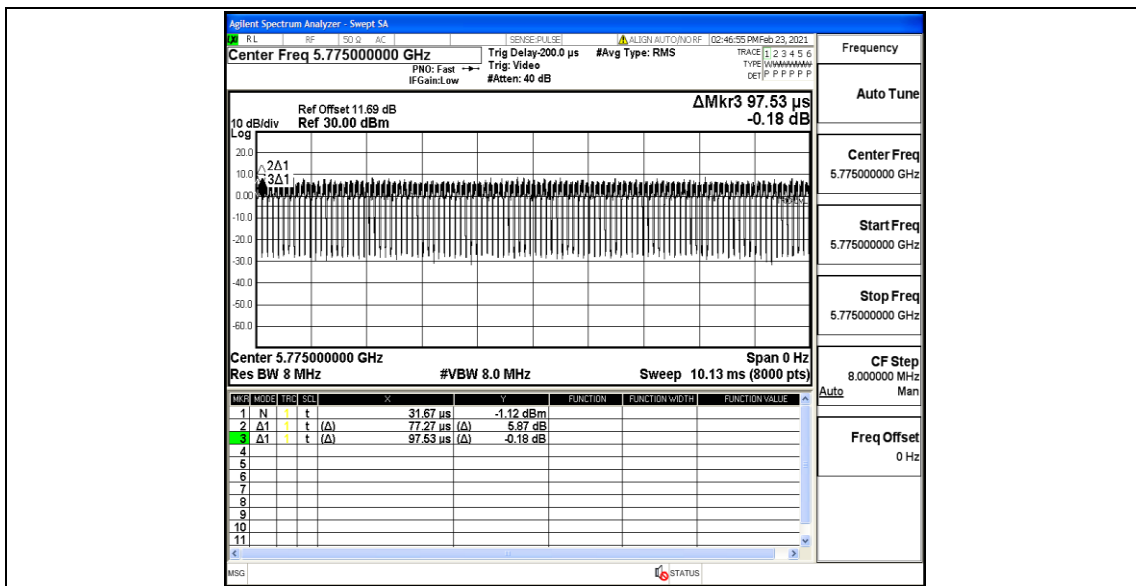 Agilent Spectrum Analyzer - Swept SA
RL RF 50 Ω AC SENSE:PULSE ALIGN AUTO/NO RF 02:46:55 PM Feb 23, 2021
Center Freq 5.775000000 GHz
PNO: Fast
IFGain:Low
Trig Delay-200.0 µs
Trig: Video
#Atten: 40 dB
#Avg Type: RMS
TRACE 1 2 3 4 5 6
TYPE
DET P P P P P P
ΔMkr3 97.53 µs
-0.18 dB
Ref Offset 11.69 dB
10 dB/div Ref 30.00 dBm
Log
20.0
10.0
0.00
-10.0
-20.0
-30.0
-40.0
-50.0
-60.0
2Δ1
3Δ1
Center 5.775000000 GHz Span 0 Hz
Res BW 8 MHz #VBW 8.0 MHz Sweep 10.13 ms (8000 pts)
MKR MODE TRC SCL X Y FUNCTION FUNCTION WIDTH FUNCTION VALUE
1 N 1 t 31.67 µs -1.12 dBm
2 Δ1 1 t (Δ) 77.27 µs (Δ) 5.87 dB
3 Δ1 1 t (Δ) 97.53 µs (Δ) -0.18 dB
4
5
6
7
8
9
10
11
MSG STATUS
Frequency
Auto Tune
Center Freq
5.775000000 GHz
Start Freq
5.775000000 GHz
Stop Freq
5.775000000 GHz
CF Step
8.000000 MHz
Auto Man
Freq Offset
0 Hz